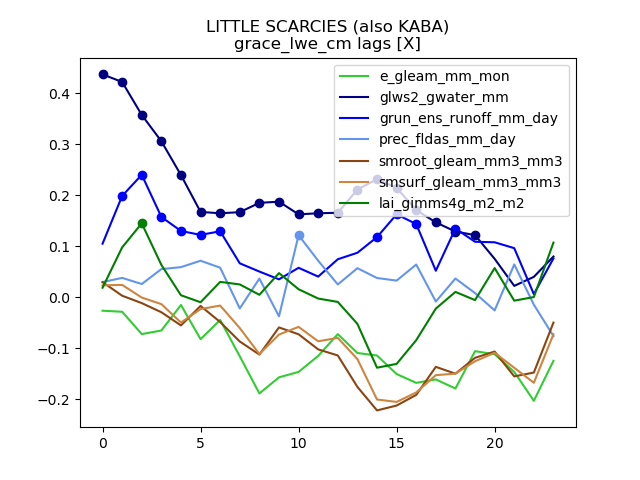 LITTLE SCARCIES (also KABA)
grace_lwe_cm lags [X]
e_gleam_mm_mon
glws2_gwater_mm
grun_ens_runoff_mm_day
prec_fldas_mm_day
smroot_gleam_mm3_mm3
smsurf_gleam_mm3_mm3
lai_gimms4g_m2_m2
0.4
0.3
0.2
0.1
0.0
−0.1
−0.2
0 5 10 15 20